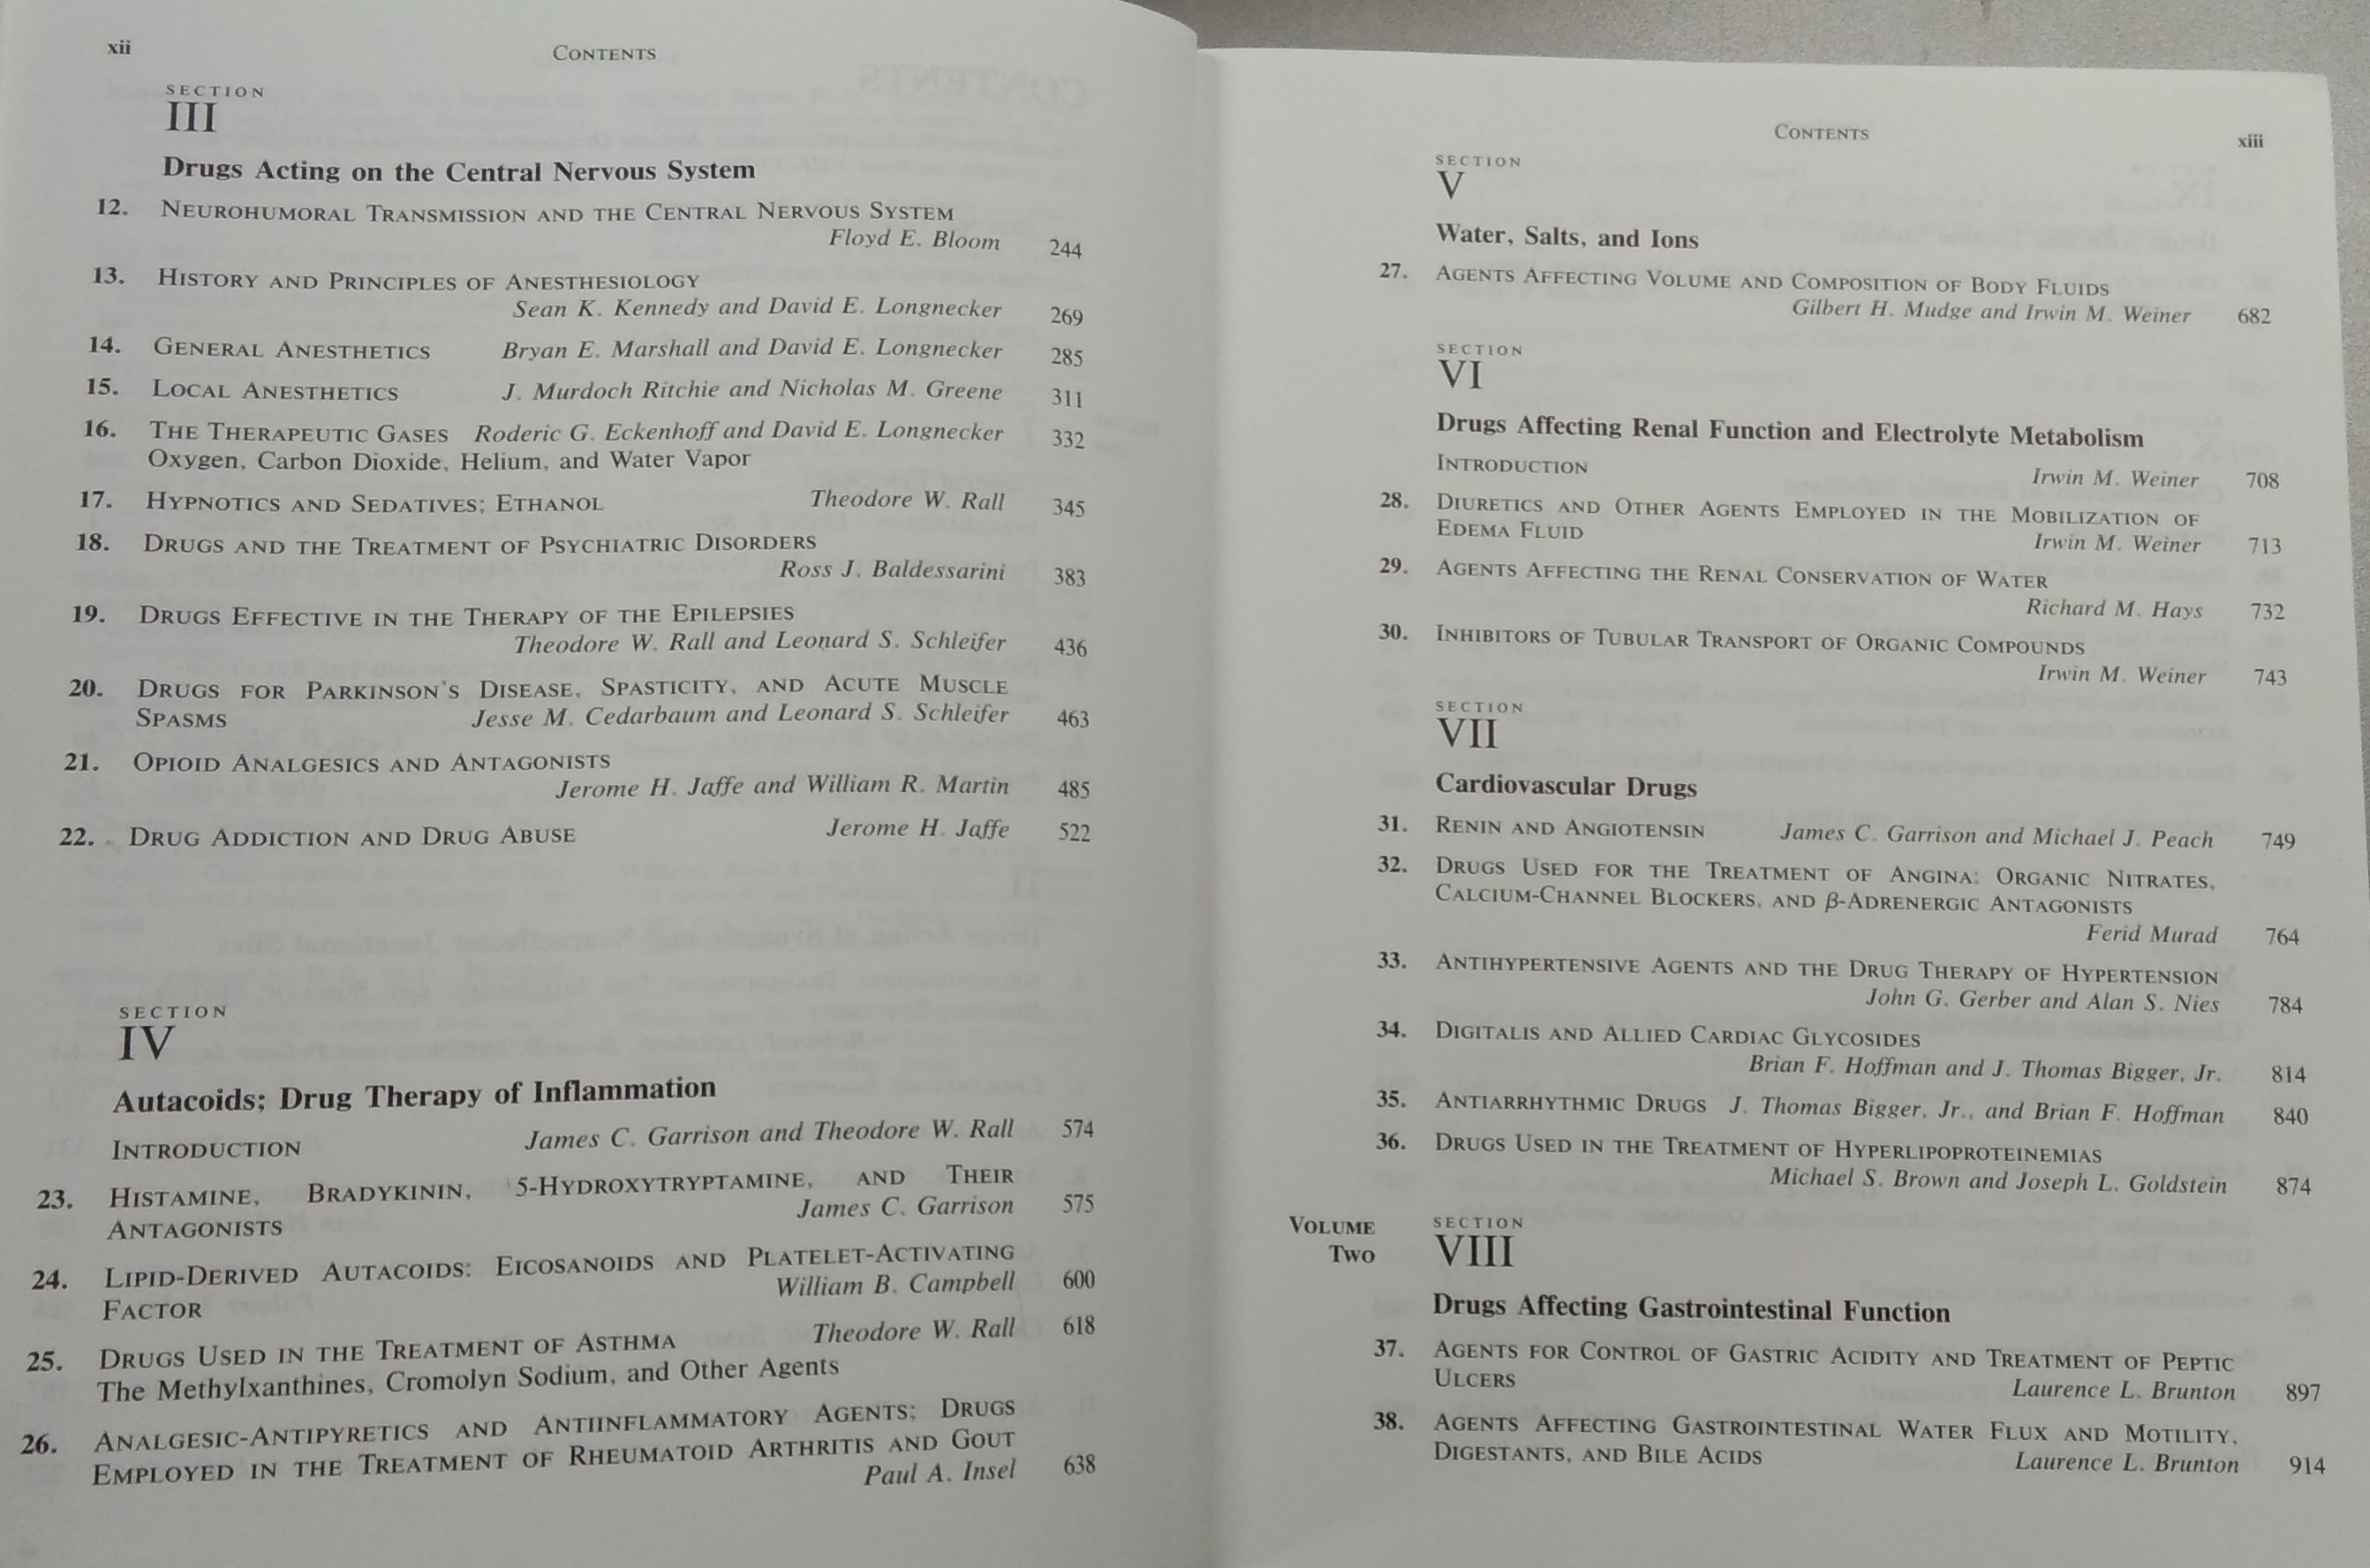 xii
CONTENTS
SECTION
III
Drugs Acting on the Central Nervous System
12. NEUROHUMORAL TRANSMISSION AND THE CENTRAL NERVOUS SYSTEM
Floyd E. Bloom 244
13. HISTORY AND PRINCIPLES OF ANESTHESIOLOGY
Sean K. Kennedy and David E. Longnecker 269
14. GENERAL ANESTHETICS Bryan E. Marshall and David E. Longnecker 285
15. LOCAL ANESTHETICS J. Murdoch Ritchie and Nicholas M. Greene 311
16. THE THERAPEUTIC GASES Roderic G. Eckenhoff and David E. Longnecker 332
Oxygen, Carbon Dioxide, Helium, and Water Vapor
17. HYPNOTICS AND SEDATIVES; ETHANOL Theodore W. Rall 345
18. DRUGS AND THE TREATMENT OF PSYCHIATRIC DISORDERS
Ross J. Baldessarini 383
19. DRUGS EFFECTIVE IN THE THERAPY OF THE EPILEPSIES
Theodore W. Rall and Leonard S. Schleifer 436
20. DRUGS FOR PARKINSON'S DISEASE, SPASTICITY, AND ACUTE MUSCLE
SPASMS Jesse M. Cedarbaum and Leonard S. Schleifer 463
21. OPIOID ANALGESICS AND ANTAGONISTS
Jerome H. Jaffe and William R. Martin 485
22. DRUG ADDICTION AND DRUG ABUSE Jerome H. Jaffe 522
SECTION
IV
Autacoids; Drug Therapy of Inflammation
INTRODUCTION James C. Garrison and Theodore W. Rall 574
23. HISTAMINE, BRADYKININ, 5-HYDROXYTRYPTAMINE, AND THEIR
ANTAGONISTS James C. Garrison 575
24. LIPID-DERIVED AUTACOIDS: EICOSANOIDS AND PLATELET-ACTIVATING
FACTOR William B. Campbell 600
25. DRUGS USED IN THE TREATMENT OF ASTHMA Theodore W. Rall 618
The Methylxanthines, Cromolyn Sodium, and Other Agents
26. ANALGESIC-ANTIPYRETICS AND ANTIINFLAMMATORY AGENTS; DRUGS
EMPLOYED IN THE TREATMENT OF RHEUMATOID ARTHRITIS AND GOUT
Paul A. Insel 638
CONTENTS
xiii
SECTION
V
Water, Salts, and Ions
27. AGENTS AFFECTING VOLUME AND COMPOSITION OF BODY FLUIDS
Gilbert H. Mudge and Irwin M. Weiner 682
SECTION
VI
Drugs Affecting Renal Function and Electrolyte Metabolism
INTRODUCTION Irwin M. Weiner 708
28. DIURETICS AND OTHER AGENTS EMPLOYED IN THE MOBILIZATION OF
EDEMA FLUID Irwin M. Weiner 713
29. AGENTS AFFECTING THE RENAL CONSERVATION OF WATER
Richard M. Hays 732
30. INHIBITORS OF TUBULAR TRANSPORT OF ORGANIC COMPOUNDS
Irwin M. Weiner 743
SECTION
VII
Cardiovascular Drugs
31. RENIN AND ANGIOTENSIN James C. Garrison and Michael J. Peach 749
32. DRUGS USED FOR THE TREATMENT OF ANGINA: ORGANIC NITRATES,
CALCIUM-CHANNEL BLOCKERS, AND β-ADRENERGIC ANTAGONISTS
Ferid Murad 764
33. ANTIHYPERTENSIVE AGENTS AND THE DRUG THERAPY OF HYPERTENSION
John G. Gerber and Alan S. Nies 784
34. DIGITALIS AND ALLIED CARDIAC GLYCOSIDES
Brian F. Hoffman and J. Thomas Bigger, Jr. 814
35. ANTIARRHYTHMIC DRUGS J. Thomas Bigger, Jr., and Brian F. Hoffman 840
36. DRUGS USED IN THE TREATMENT OF HYPERLIPOPROTEINEMIAS
Michael S. Brown and Joseph L. Goldstein 874
VOLUME
TWO
SECTION
VIII
Drugs Affecting Gastrointestinal Function
37. AGENTS FOR CONTROL OF GASTRIC ACIDITY AND TREATMENT OF PEPTIC
ULCERS Laurence L. Brunton 897
38. AGENTS AFFECTING GASTROINTESTINAL WATER FLUX AND MOTILITY,
DIGESTANTS, AND BILE ACIDS Laurence L. Brunton 914